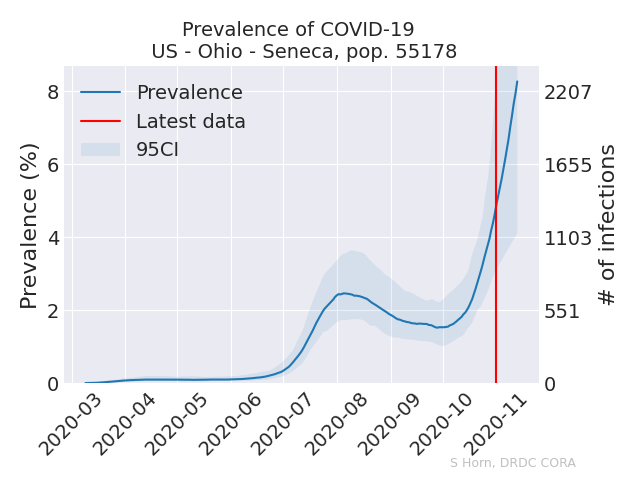 Prevalence of COVID-19
US - Ohio - Seneca, pop. 55178
Prevalence
Latest data
95CI
Prevalence (%)
8
6
4
2
0
2207
1655
1103
551
0
# of infections
2020-03
2020-04
2020-05
2020-06
2020-07
2020-08
2020-09
2020-10
2020-11
S Horn, DRDC CORA